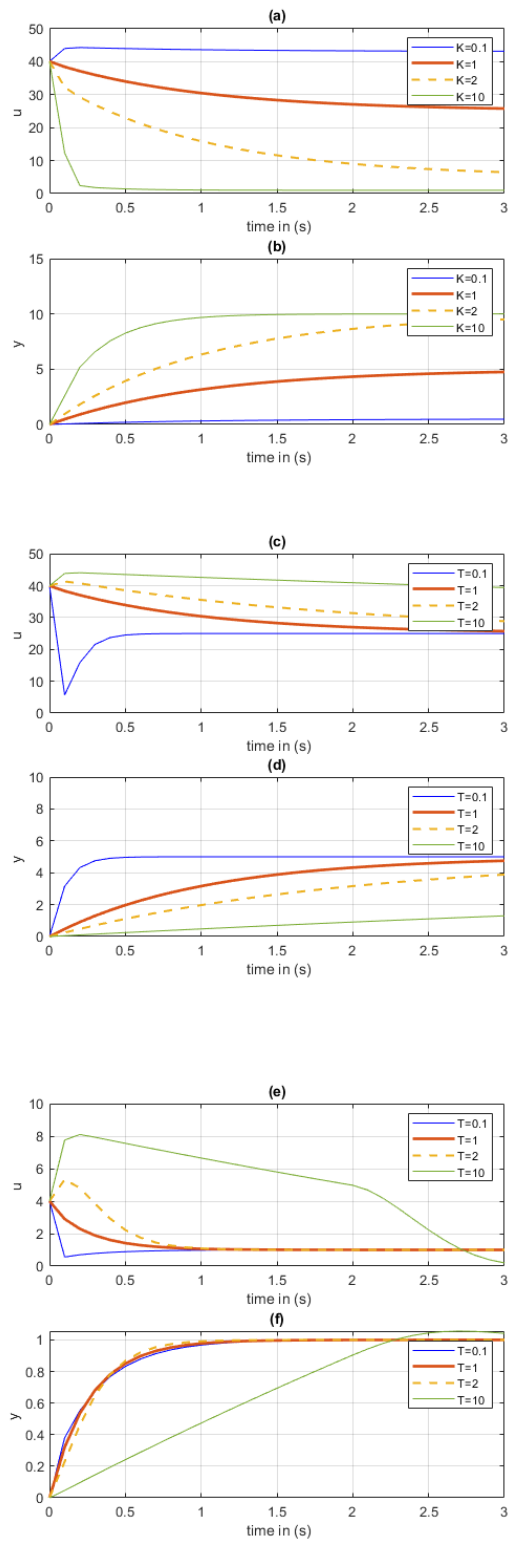 (a)
50
40
30
20
10
0
u
K=0.1
K=1
K=2
K=10
0 0.5 1 1.5 2 2.5 3
time in (s)
(b)
15
10
5
0
y
K=0.1
K=1
K=2
K=10
0 0.5 1 1.5 2 2.5 3
time in (s)
(c)
50
40
30
20
10
0
u
T=0.1
T=1
T=2
T=10
0 0.5 1 1.5 2 2.5 3
time in (s)
(d)
10
8
6
4
2
0
y
T=0.1
T=1
T=2
T=10
0 0.5 1 1.5 2 2.5 3
time in (s)
(e)
10
8
6
4
2
0
u
T=0.1
T=1
T=2
T=10
0 0.5 1 1.5 2 2.5 3
time in (s)
(f)
1
0.8
0.6
0.4
0.2
0
y
T=0.1
T=1
T=2
T=10
0 0.5 1 1.5 2 2.5 3
time in (s)